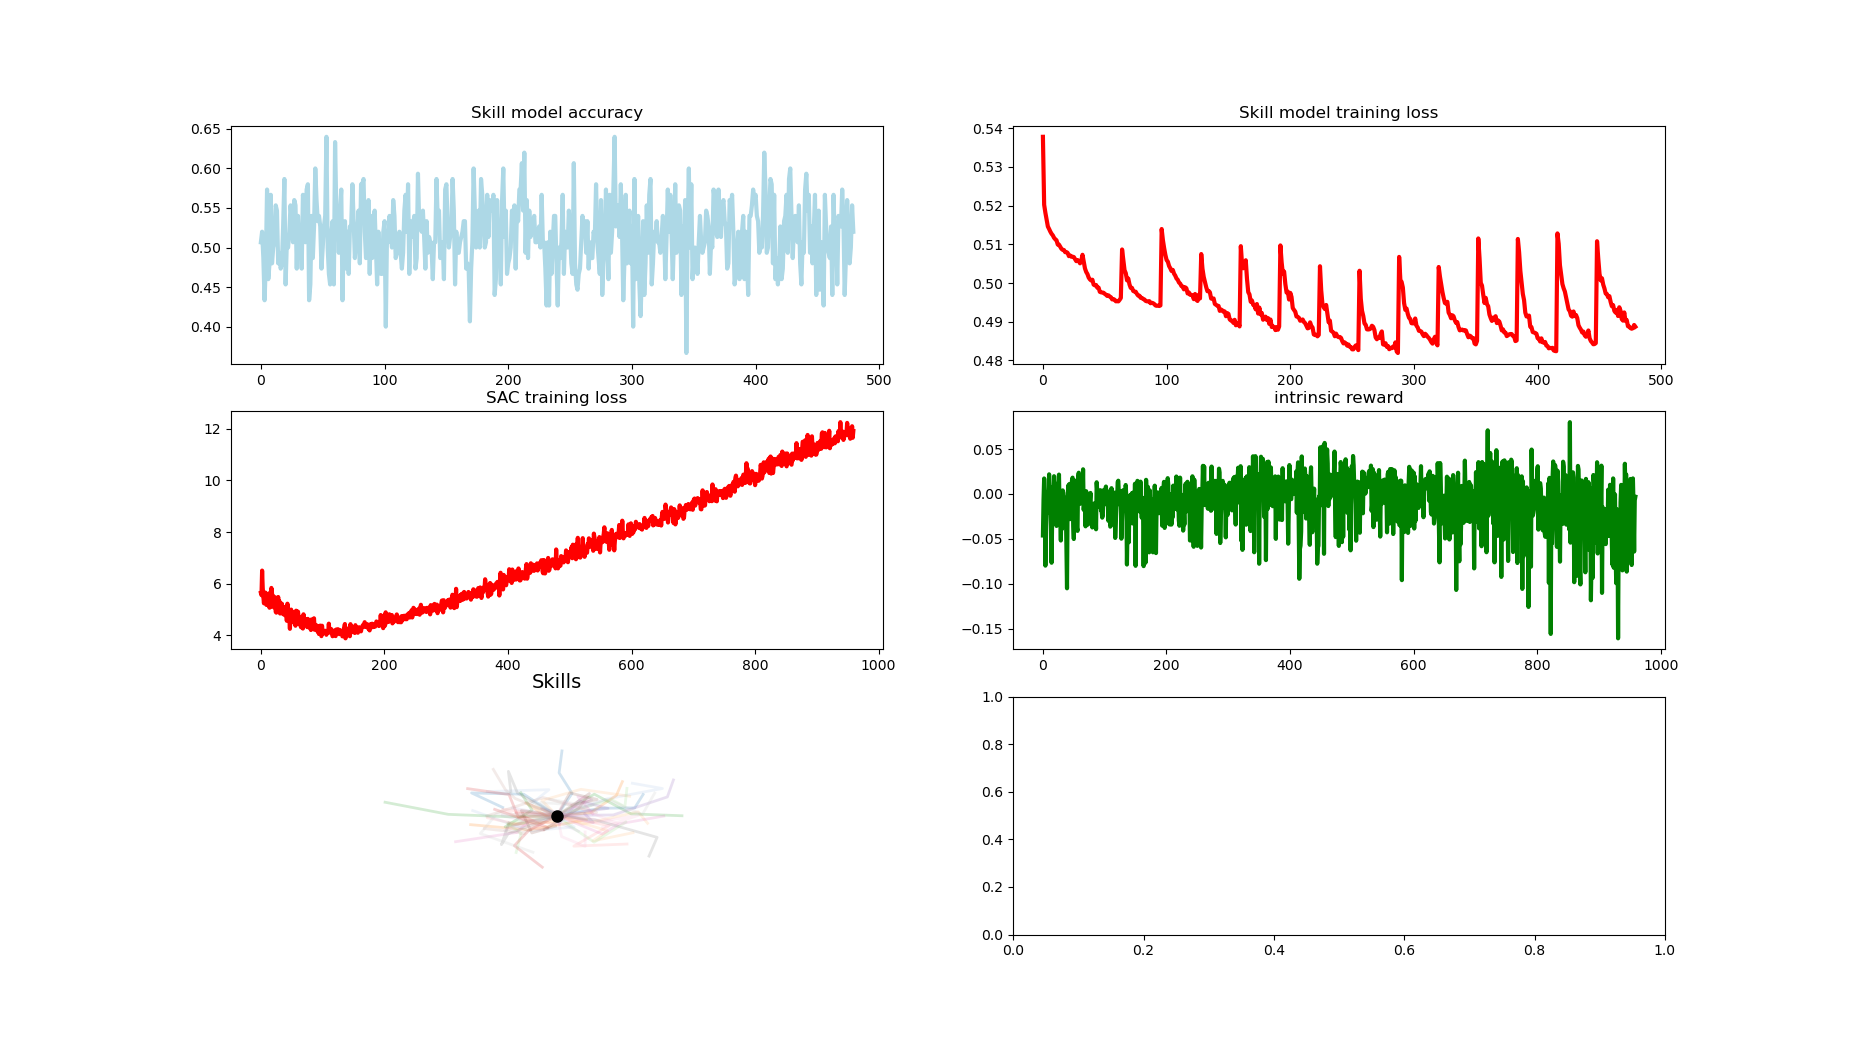 Skill model accuracy
0.65
0.60
0.55
0.50
0.45
0.40
0 100 200 300 400 500
Skill model training loss
0.54
0.53
0.52
0.51
0.50
0.49
0.48
0 100 200 300 400 500
SAC training loss
12
10
8
6
4
0 200 400 600 800 1000
intrinsic reward
0.05
0.00
−0.05
−0.10
−0.15
0 200 400 600 800 1000
Skills
1.0
0.8
0.6
0.4
0.2
0.0
0.0 0.2 0.4 0.6 0.8 1.0